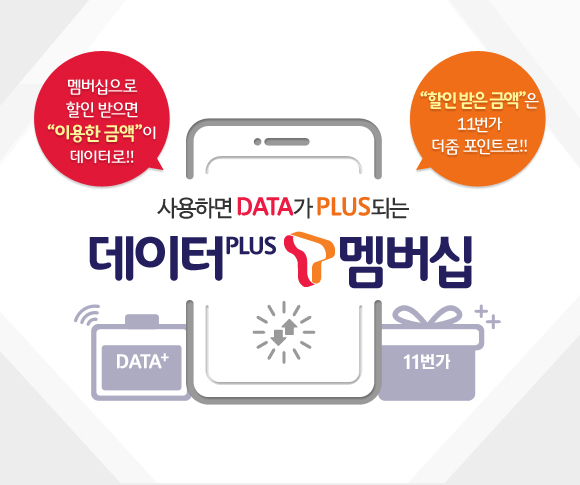 멤버십으로
할인 받으면
“이용한 금액”이
데이터로!!
“할인 받은 금액”은
11번가
더줌 포인트로!!
사용하면 DATA가 PLUS되는
데이터PLUS T멤버십
DATA+
11번가